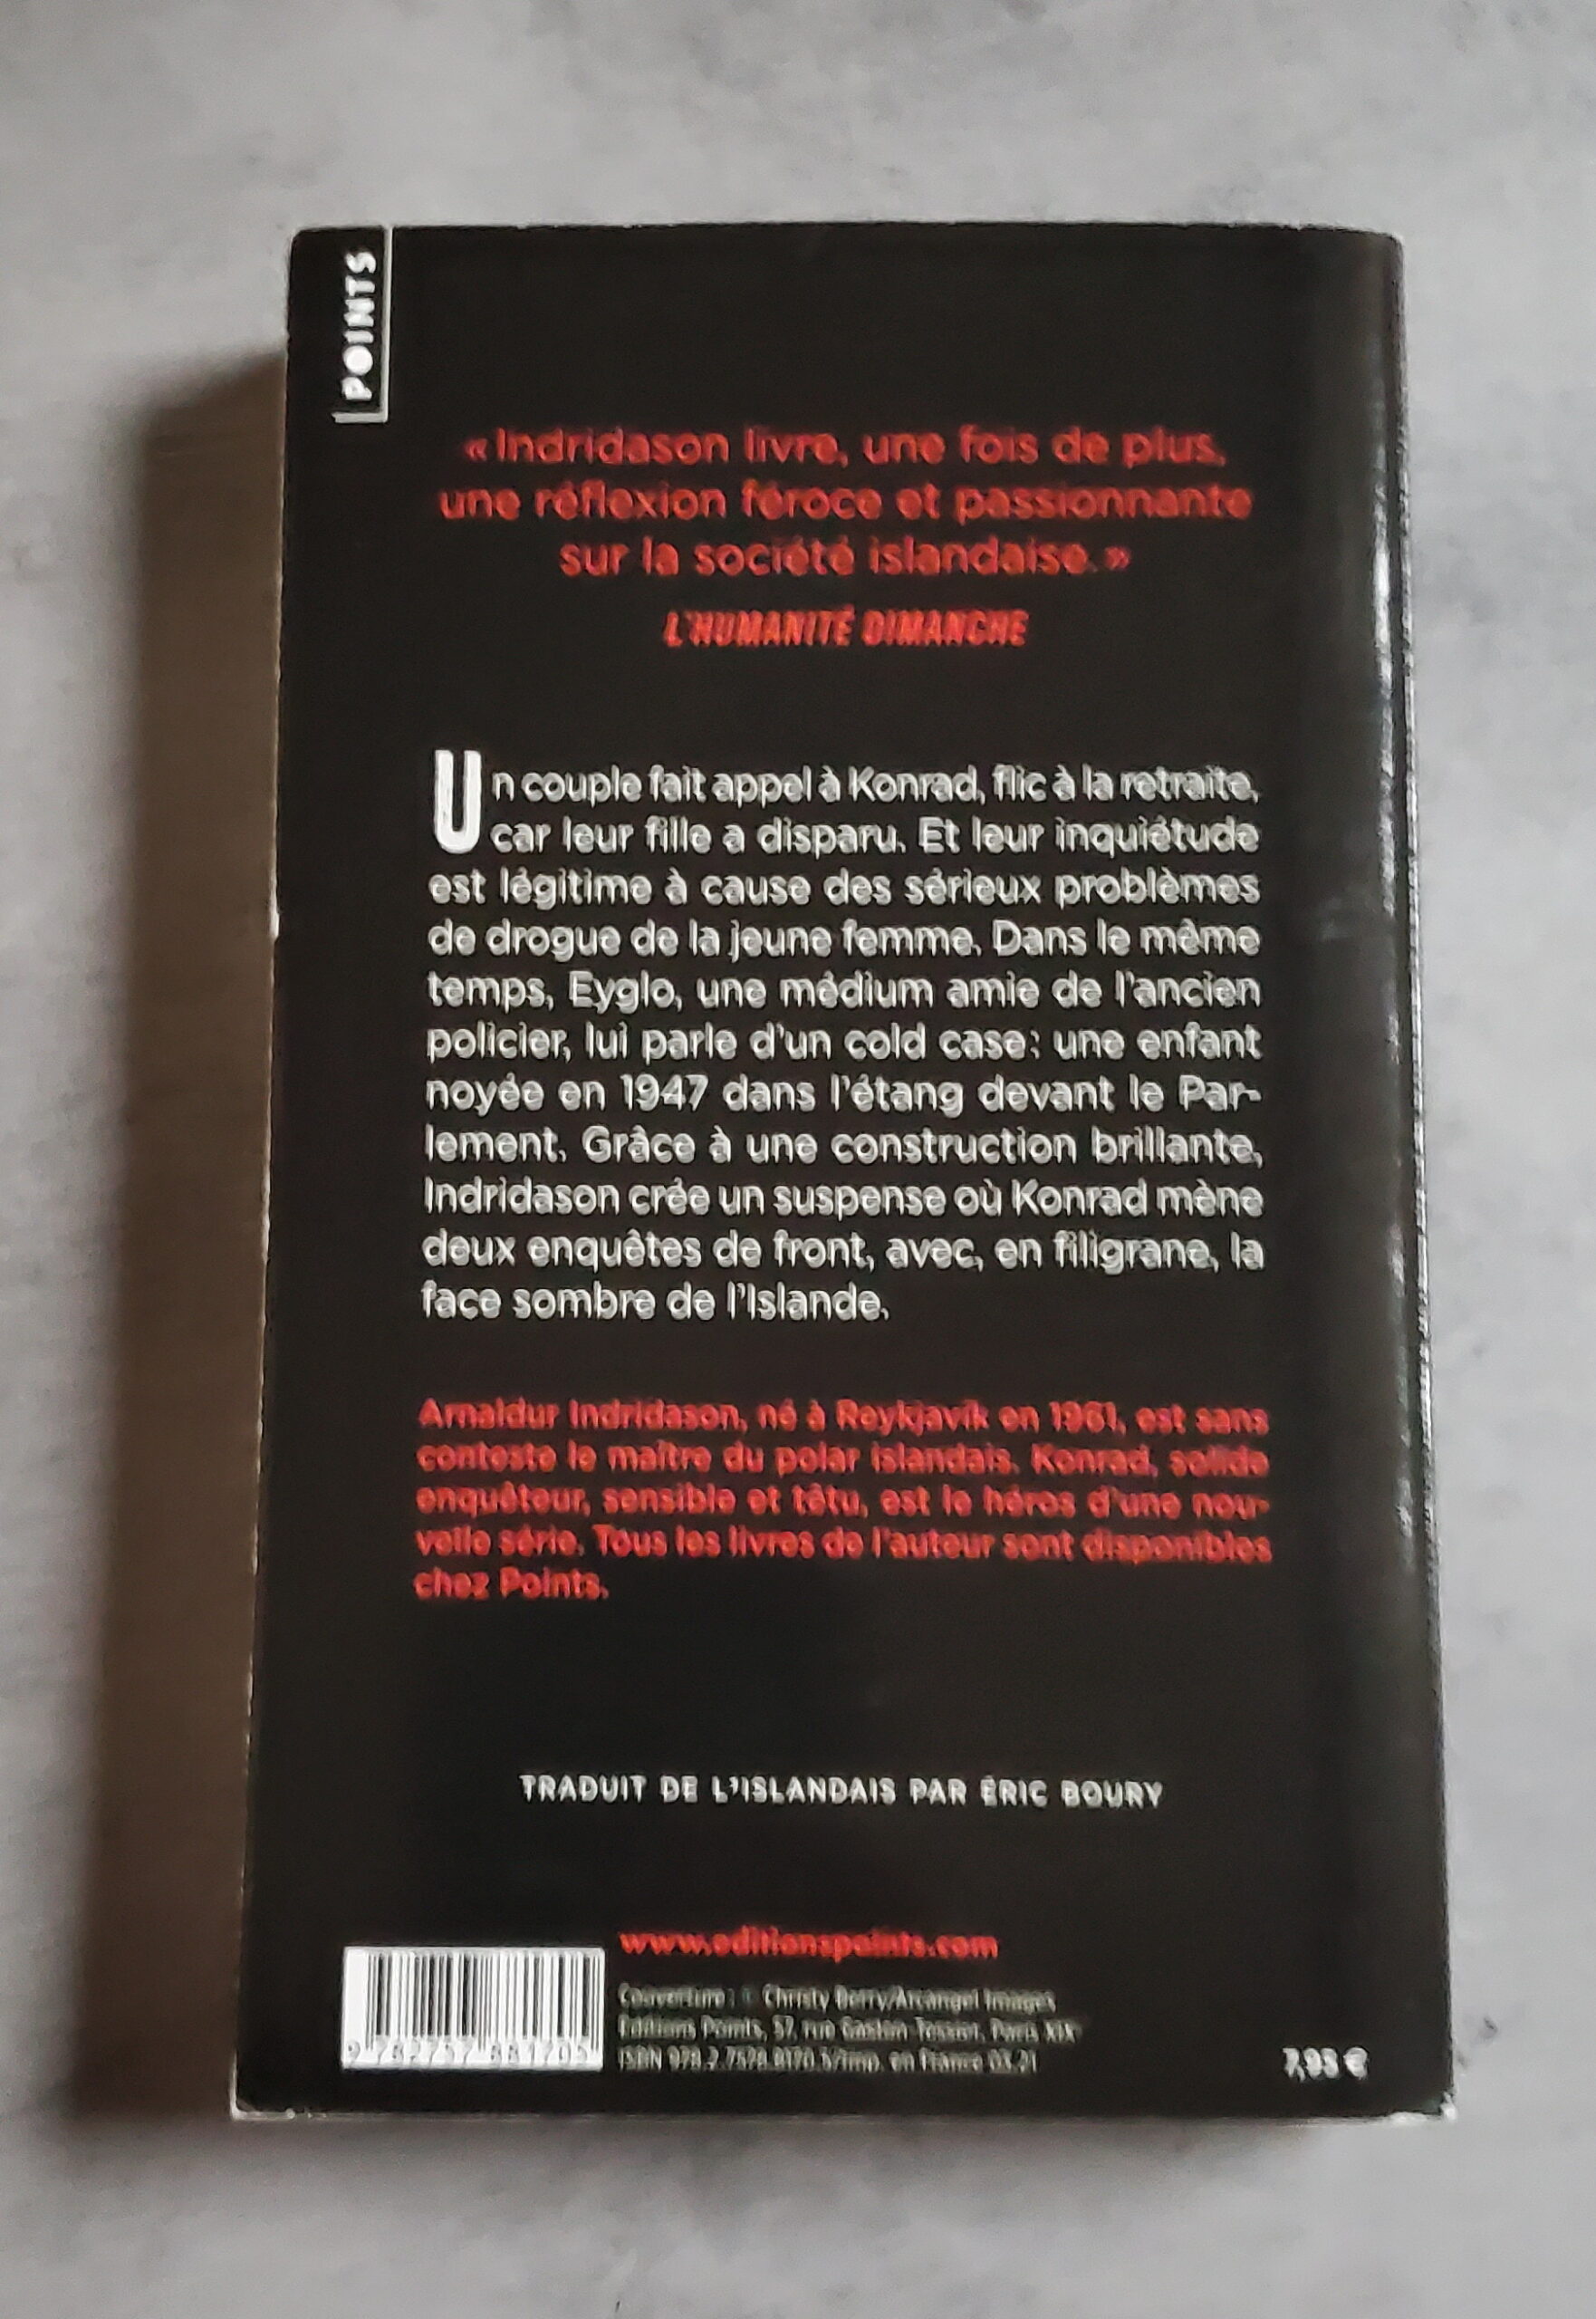 POINTS
« Indridason livre, une fois de plus,
une réflexion féroce et passionnante
sur la société islandaise. »
L'HUMANITÉ DIMANCHE
Un couple fait appel à Konrad, flic à la retraite,
car leur fille a disparu. Et leur inquiétude
est légitime à cause des sérieux problèmes
de drogue de la jeune femme. Dans le même
temps, Eyglo, une médium amie de l'ancien
policier, lui parle d'un cold case : une enfant
noyée en 1947 dans l'étang devant le Par-
lement. Grâce à une construction brillante,
Indridason crée un suspense où Konrad mène
deux enquêtes de front, avec, en filigrane, la
face sombre de l'Islande.
Arnaldur Indridason, né à Reykjavík en 1961, est sans
conteste le maître du polar islandais. Konrad, solide
enquêteur, sensible et têtu, est le héros d'une nou-
velle série. Tous les livres de l'auteur sont disponibles
chez Points.
TRADUIT DE L'ISLANDAIS PAR ÉRIC BOURY
www.editionspoints.com
Couverture : © Christy Berry/Arcangel Images
Éditions Points, 57, rue Gaston-Tessier, Paris XIXe
ISBN 978.2.7578.9170.5/Imp. en France 03.21
7,95 €